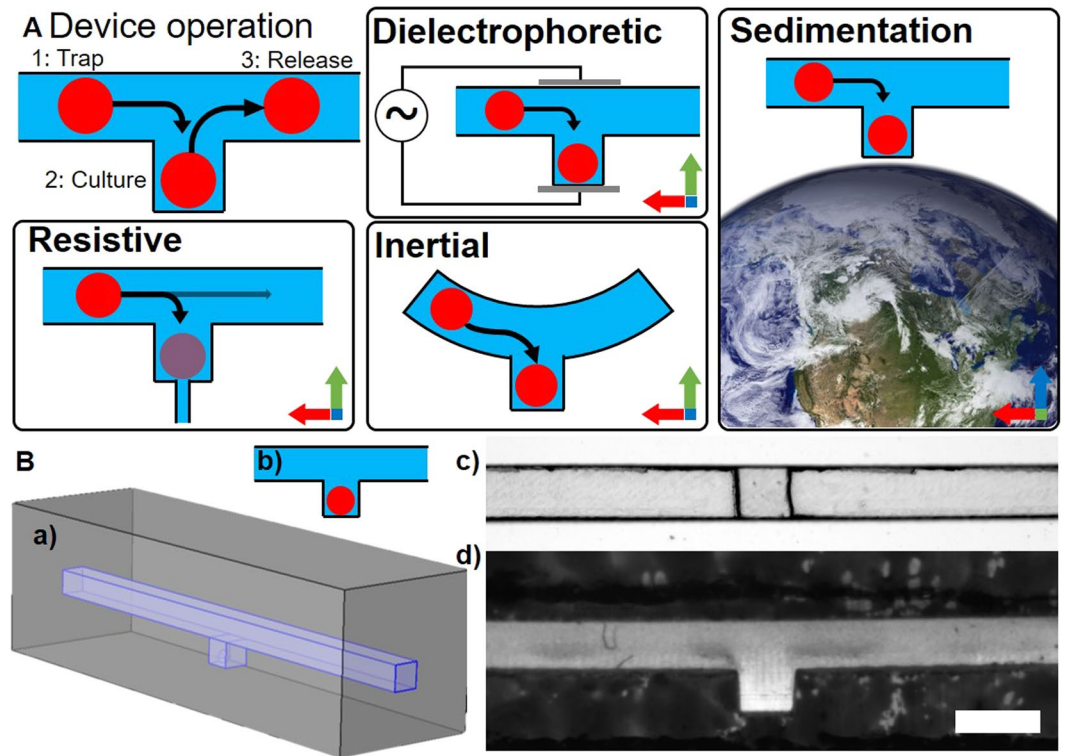 A Device operation
1: Trap
3: Release
2: Culture
Dielectrophoretic
~
Sedimentation
Resistive
Inertial
B
b)
a)
c)
d)